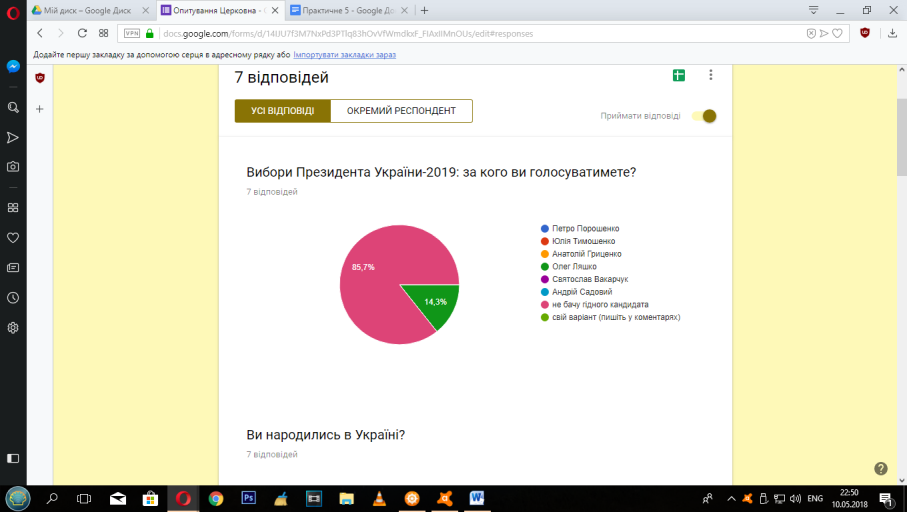 Мій диск – Google Диск
Опитування Церковна - G
Практичне 5 - Google До
VPN
docs.google.com/forms/d/14UU7f3M7NxPd3PTlq83hOvVfWmdkxF_FIAxIIMnOUs/edit#responses
Додайте першу закладку за допомогою серця в адресному рядку або Імпортувати закладки зараз
7 відповідей
УСІ ВІДПОВІДІ
ОКРЕМИЙ РЕСПОНДЕНТ
Приймати відповіді
Вибори Президента України-2019: за кого ви голосуватимете?
7 відповідей
85,7%
14,3%
Петро Порошенко
Юлія Тимошенко
Анатолій Гриценко
Олег Ляшко
Святослав Вакарчук
Андрій Садовий
не бачу гідного кандидата
свій варіант (пишіть у коментарях)
Ви народились в Україні?
7 відповідей
Ps
ENG
22:50
10.05.2018
1